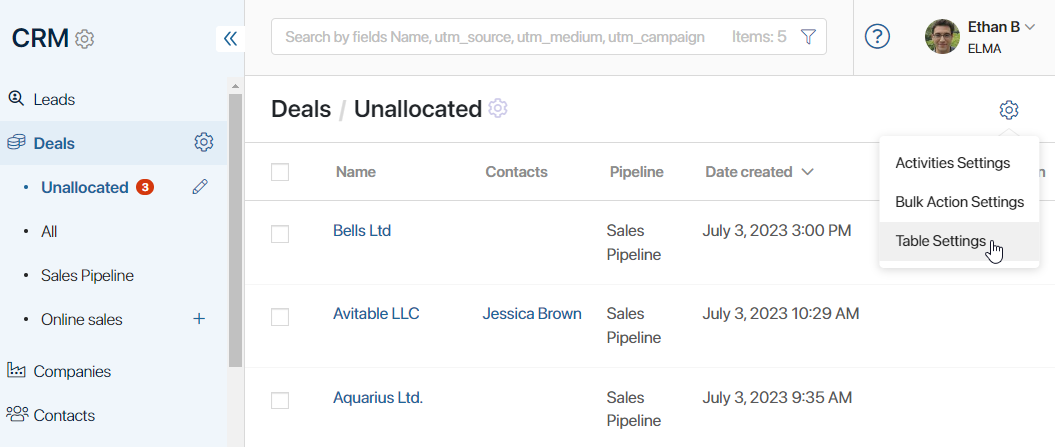 CRM
Search by fields Name, utm_source, utm_medium, utm_campaign Items: 5
?
Ethan B
ELMA
Leads
Deals
Unallocated 3
All
Sales Pipeline
Online sales
Companies
Contacts
Deals / Unallocated
Activities Settings
Bulk Action Settings
Table Settings
Name Contacts Pipeline Date created
Bells Ltd Sales Pipeline July 3, 2023 3:00 PM
Avitable LLC Jessica Brown Sales Pipeline July 3, 2023 10:29 AM
Aquarius Ltd. Sales Pipeline July 3, 2023 9:35 AM